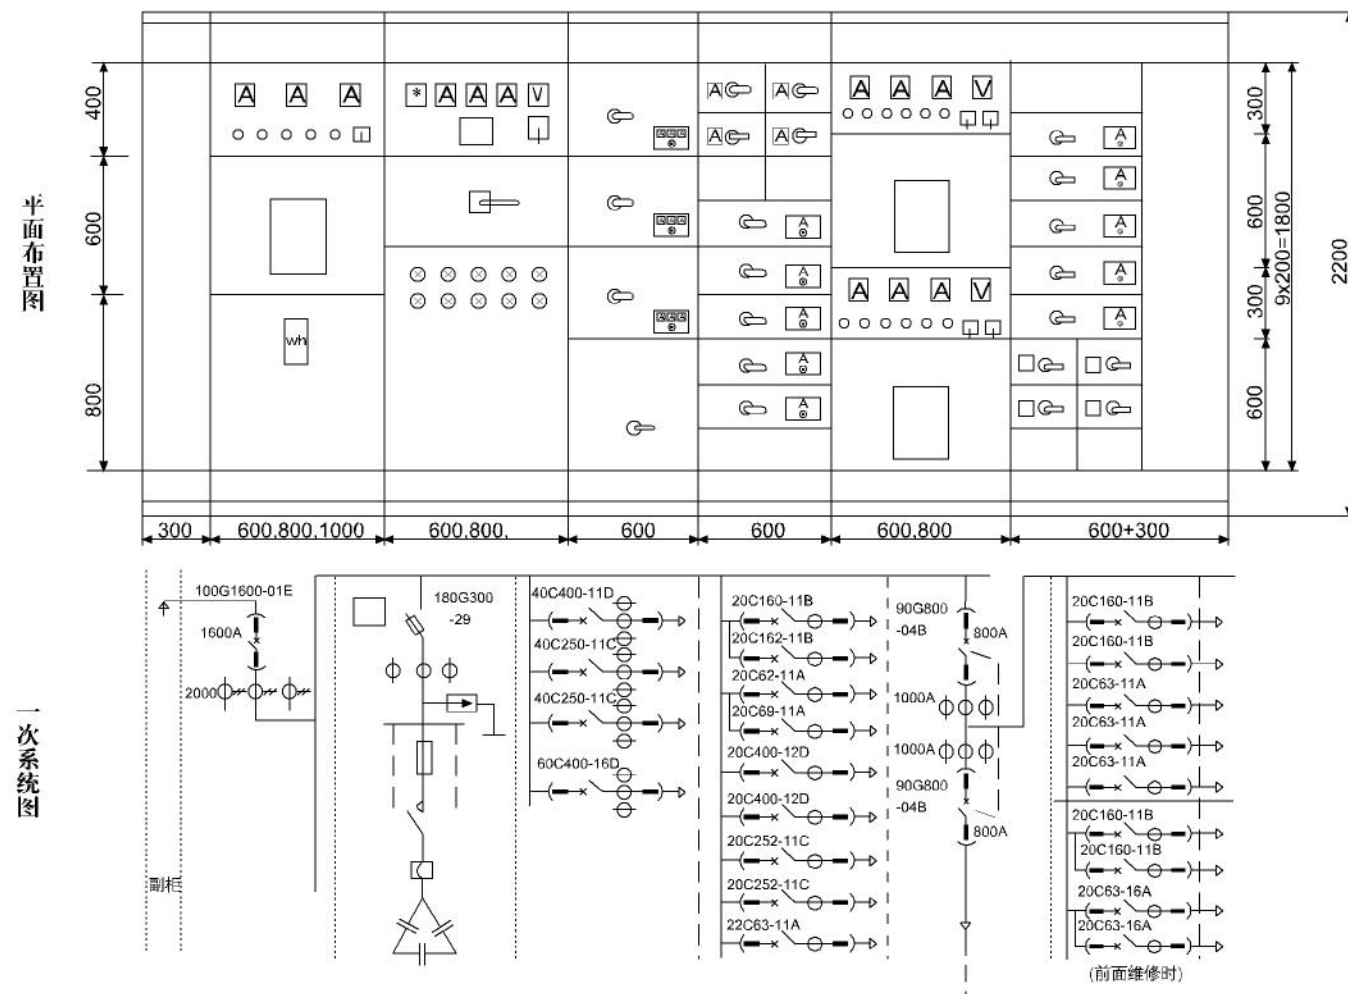 平面布置图
400
600
800
A A A
wh
* A A A V
A A A
A A A
A A A
A A
A A
A
A
A
A
A
A A A V
A A A V
A
A
A
A
A
300
600
300
600
9x200=1800
2200
300
600,800,1000
600,800,
600
600
600,800
600+300
一次系统图
副柜
100G1600-01E
1600A
2000
180G300
-29
40C400-11D
40C250-11C
40C250-11C
60C400-16D
20C160-11B
20C162-11B
20C62-11A
20C69-11A
20C400-12D
20C400-12D
20C252-11C
20C252-11C
22C63-11A
90G800
-04B
800A
1000A
1000A
90G800
-04B
800A
20C160-11B
20C160-11B
20C63-11A
20C63-11A
20C63-11A
20C160-11B
20C160-11B
20C63-16A
20C63-16A
(前面维修时)